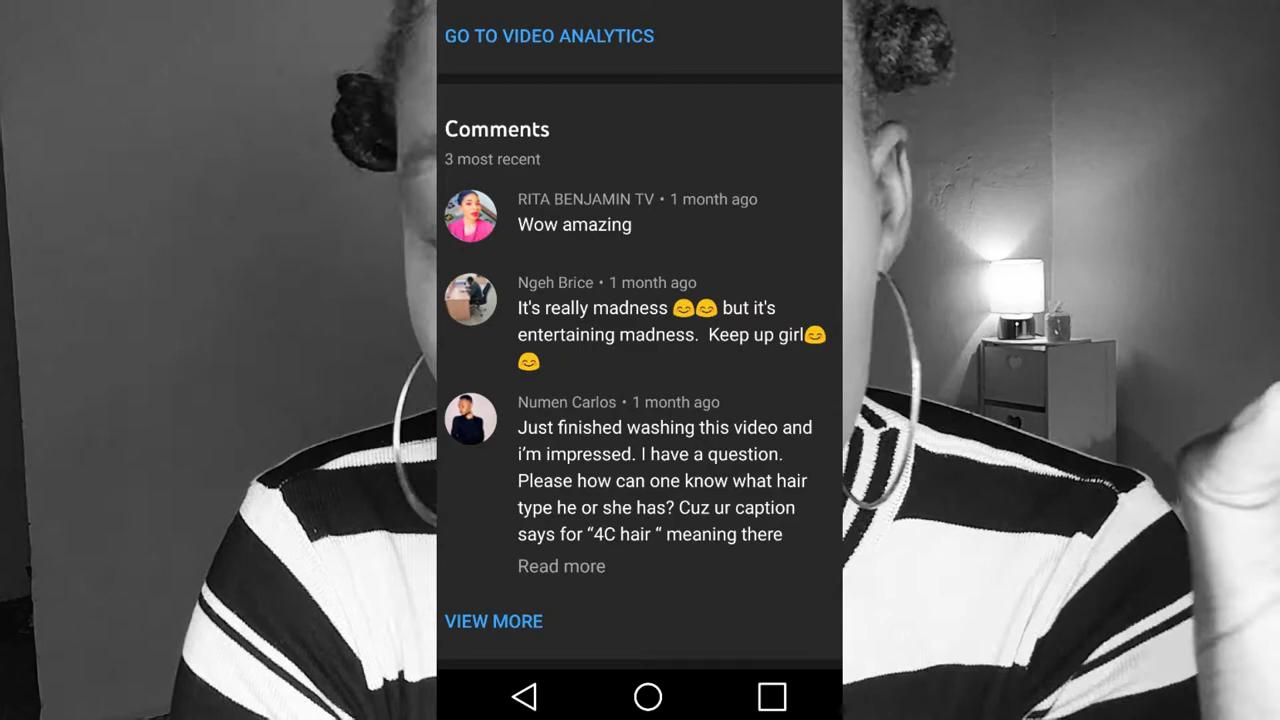 GO TO VIDEO ANALYTICS
Comments
3 most recent
RITA BENJAMIN TV • 1 month ago
Wow amazing
Ngeh Brice • 1 month ago
It's really madness 😊😊 but it's
entertaining madness.  Keep up girl😊
😊
Numen Carlos • 1 month ago
Just finished washing this video and
i’m impressed. I have a question.
Please how can one know what hair
type he or she has? Cuz ur caption
says for “4C hair “ meaning there
Read more
VIEW MORE